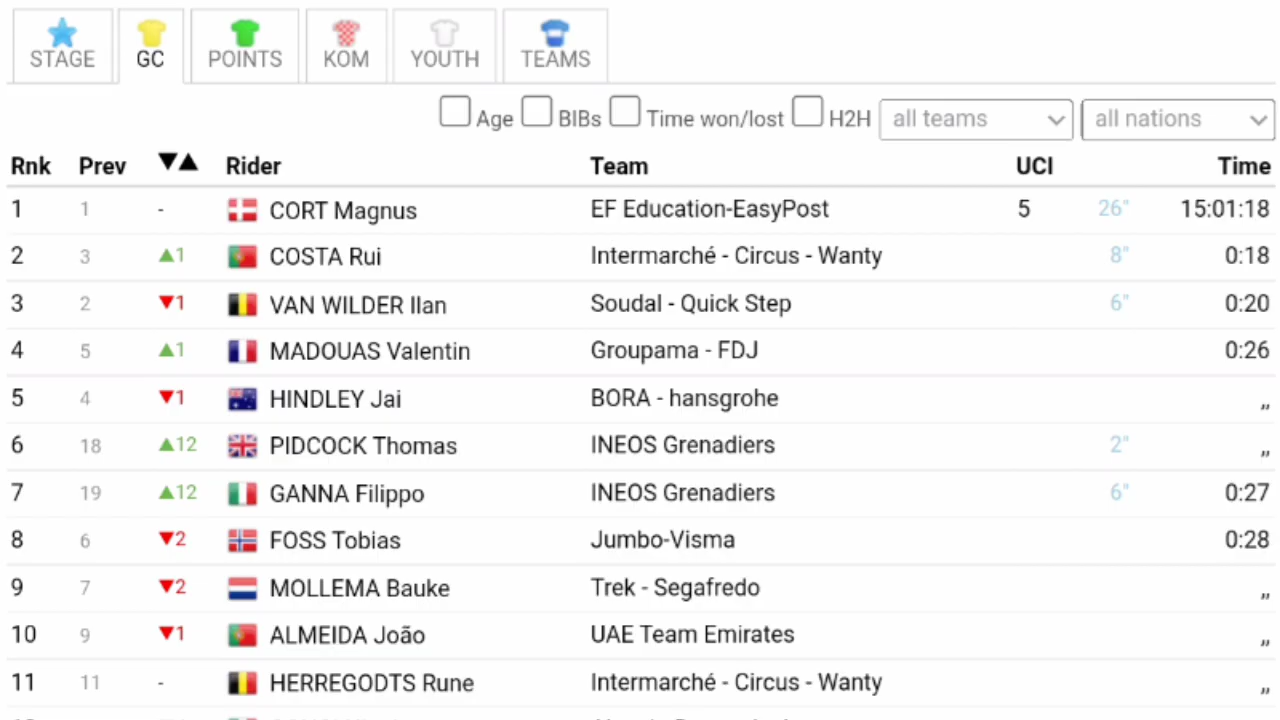 STAGE GC POINTS KOM YOUTH TEAMS
Age BIBs Time won/lost H2H all teams all nations
Rnk Prev ▼▲ Rider Team UCI Time
1 1 - CORT Magnus EF Education-EasyPost 5 26" 15:01:18
2 3 ▲1 COSTA Rui Intermarché - Circus - Wanty 8" 0:18
3 2 ▼1 VAN WILDER Ilan Soudal - Quick Step 6" 0:20
4 5 ▲1 MADOUAS Valentin Groupama - FDJ 0:26
5 4 ▼1 HINDLEY Jai BORA - hansgrohe ,,
6 18 ▲12 PIDCOCK Thomas INEOS Grenadiers 2" ,,
7 19 ▲12 GANNA Filippo INEOS Grenadiers 6" 0:27
8 6 ▼2 FOSS Tobias Jumbo-Visma 0:28
9 7 ▼2 MOLLEMA Bauke Trek - Segafredo ,,
10 9 ▼1 ALMEIDA João UAE Team Emirates ,,
11 11 - HERREGODTS Rune Intermarché - Circus - Wanty ,,